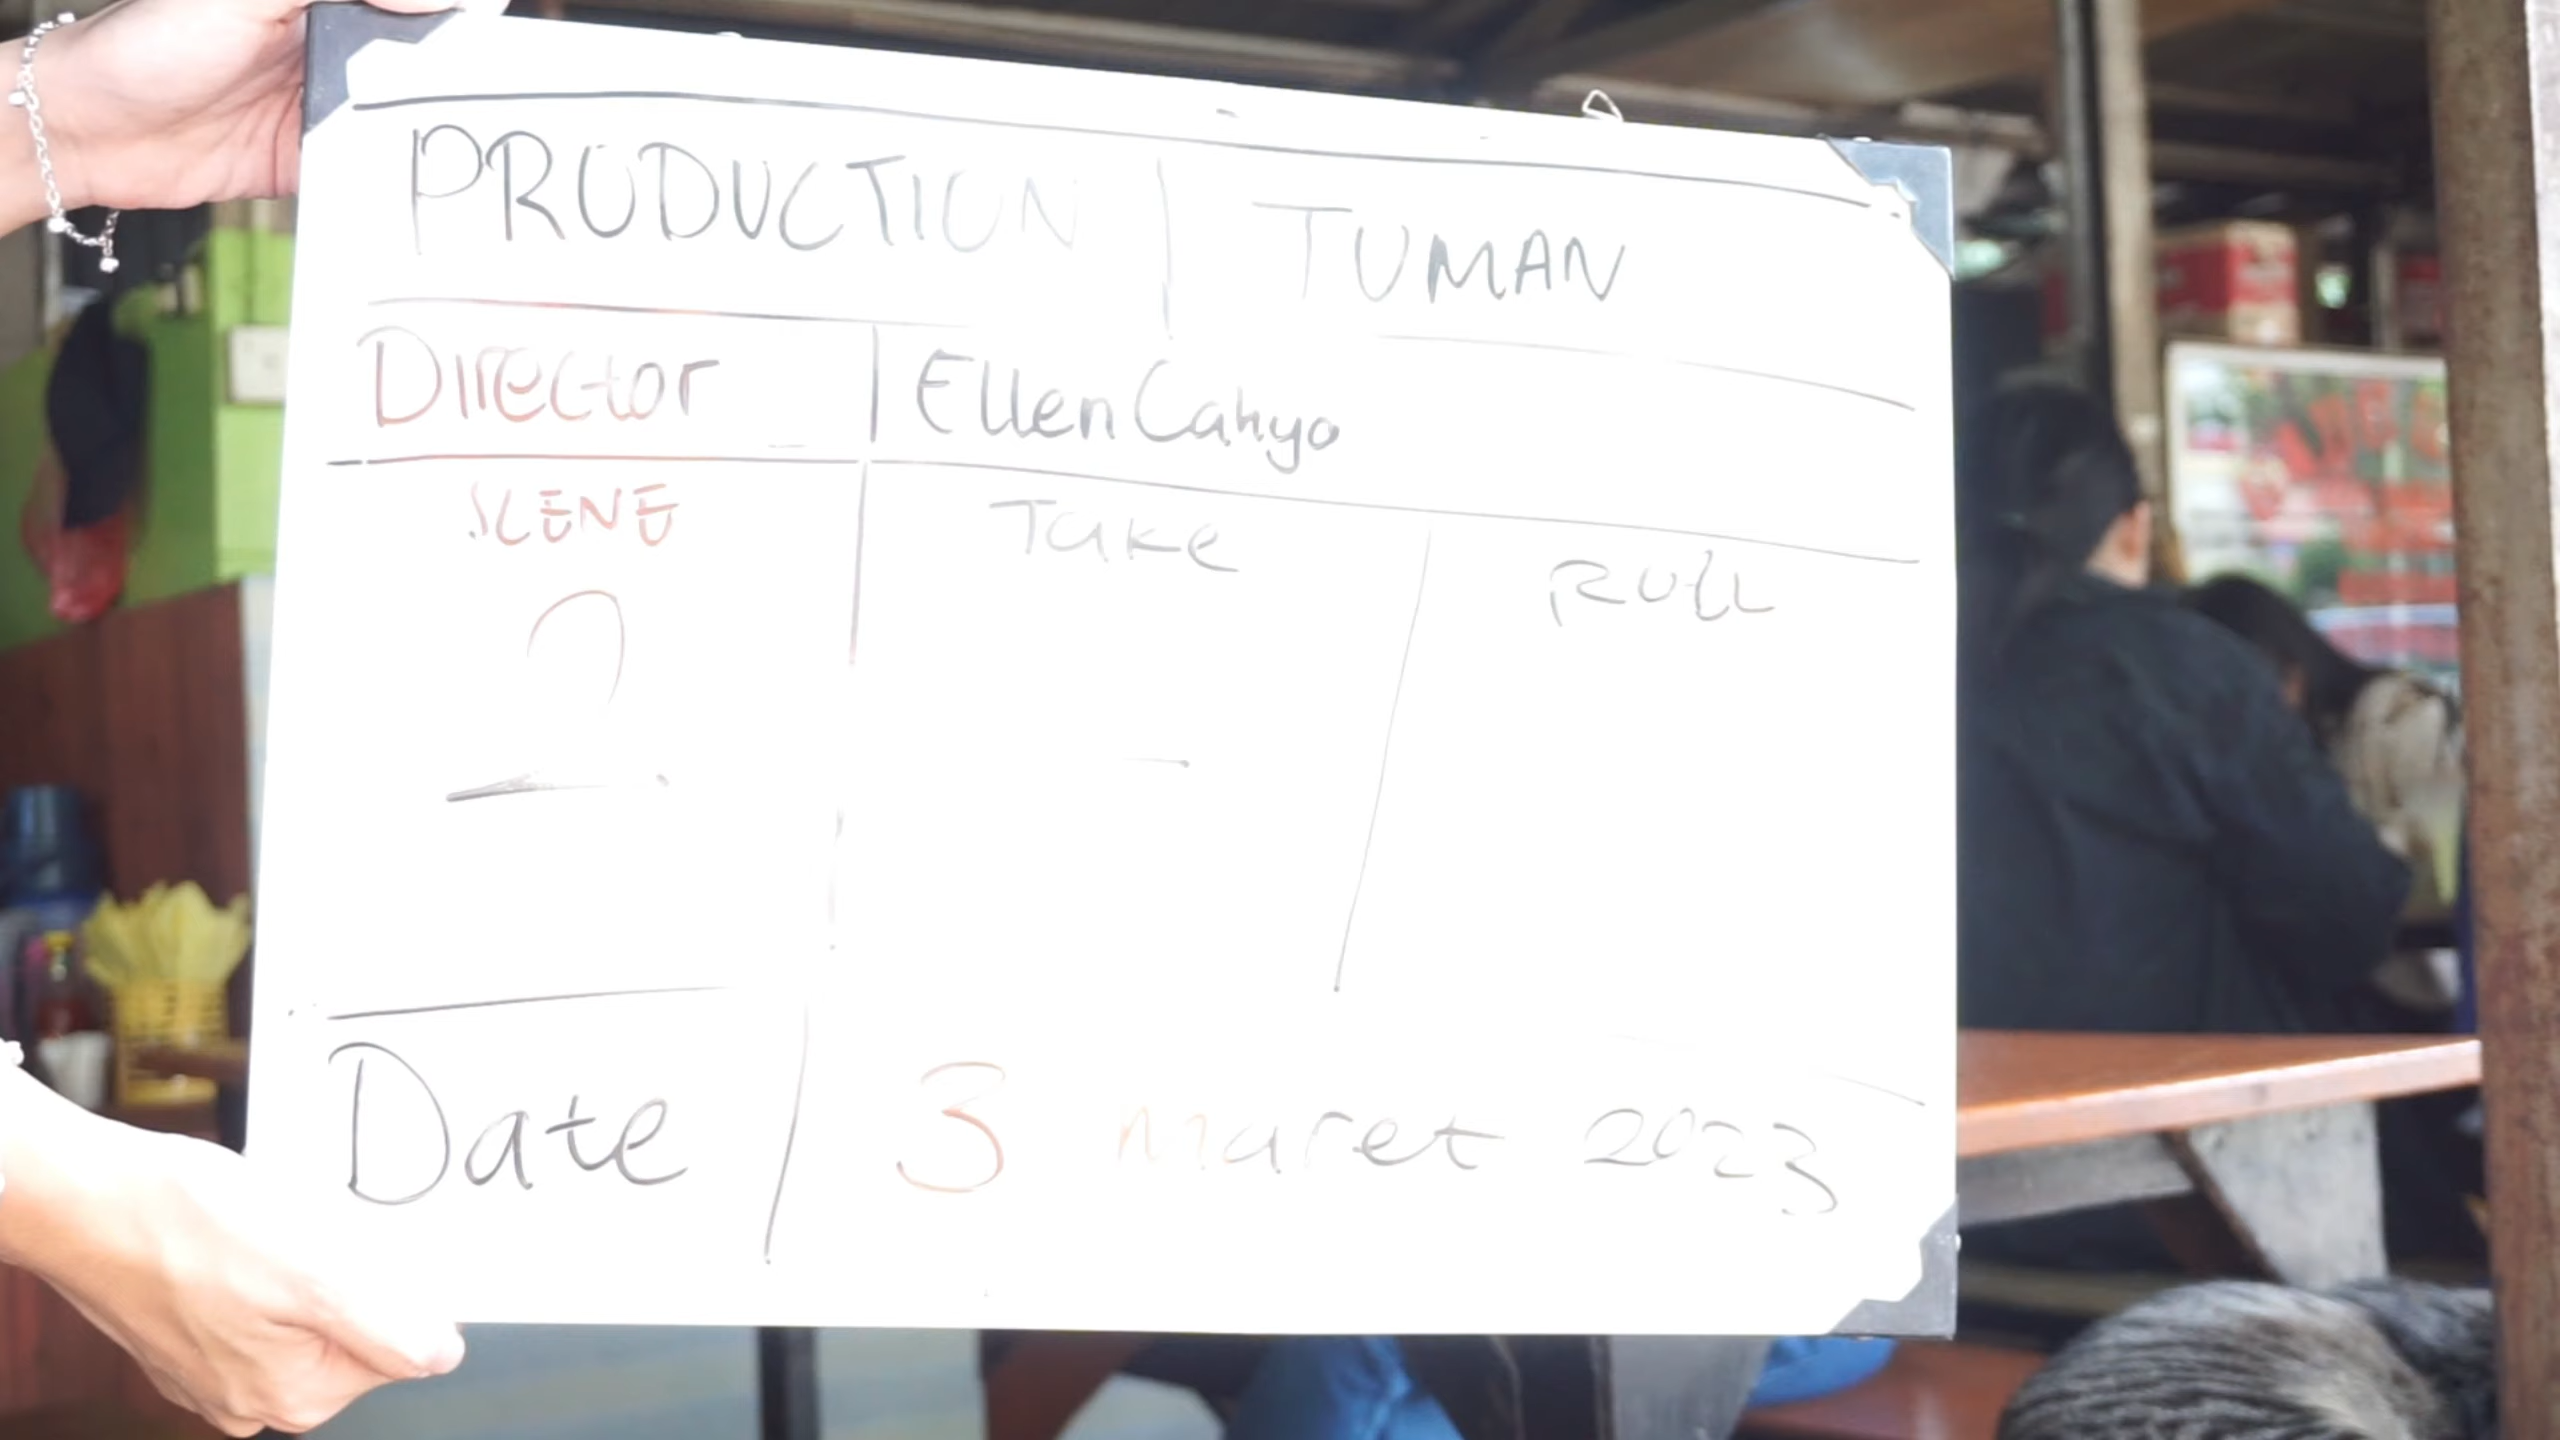 PRODUCTION | TUMAN
Director | Ellen Cahyo
SCENE Take Roll
2
Date / 3 maret 2023